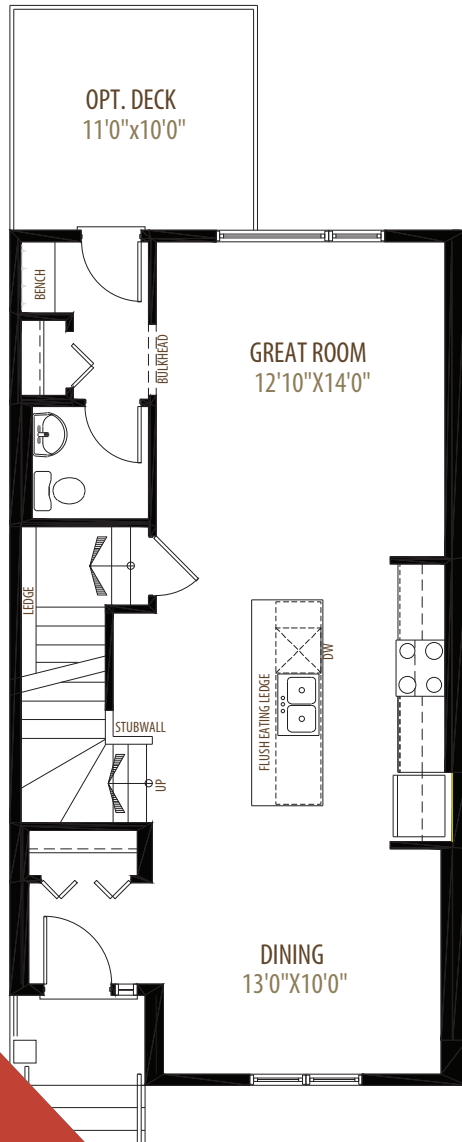 OPT. DECK
11'0"x10'0"
BENCH
BULKHEAD
GREAT ROOM
12'10"X14'0"
LEDGE
DW
FLUSH EATING LEDGE
STUBWALL
UP
DINING
13'0"X10'0"